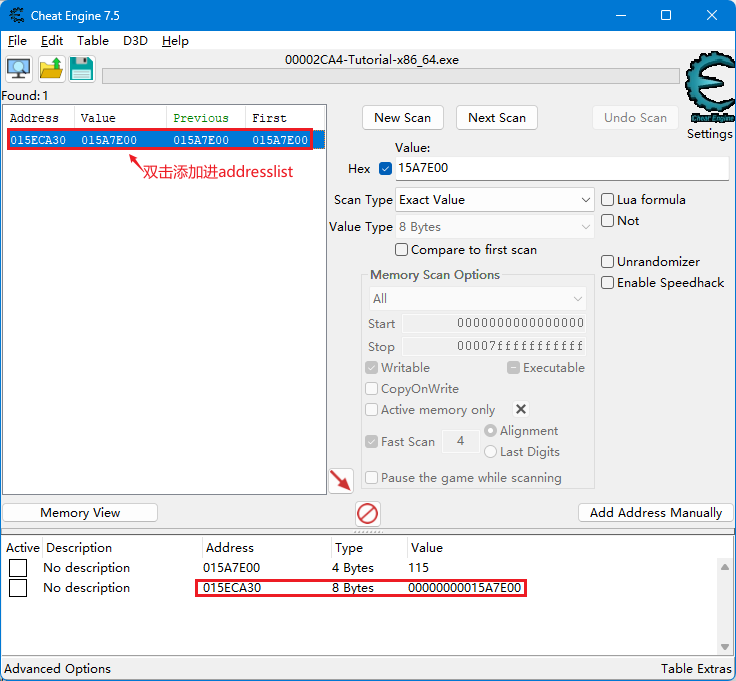 Cheat Engine 7.5
File Edit Table D3D Help
00002CA4-Tutorial-x86_64.exe
Found: 1
Address Value Previous First
015ECA30 015A7E00 015A7E00 015A7E00
双击添加进addresslist
New Scan Next Scan Undo Scan
Cheat Engine
Settings
Value:
Hex 15A7E00
Scan Type Exact Value
Lua formula
Value Type 8 Bytes
Not
Compare to first scan
Unrandomizer
Enable Speedhack
Memory Scan Options
All
Start 0000000000000000
Stop 00007fffffffffff
Writable Executable
CopyOnWrite
Active memory only
Fast Scan 4 Alignment
Last Digits
Pause the game while scanning
Memory View Add Address Manually
Active Description Address Type Value
No description 015A7E00 4 Bytes 115
No description 015ECA30 8 Bytes 00000000015A7E00
Advanced Options Table Extras